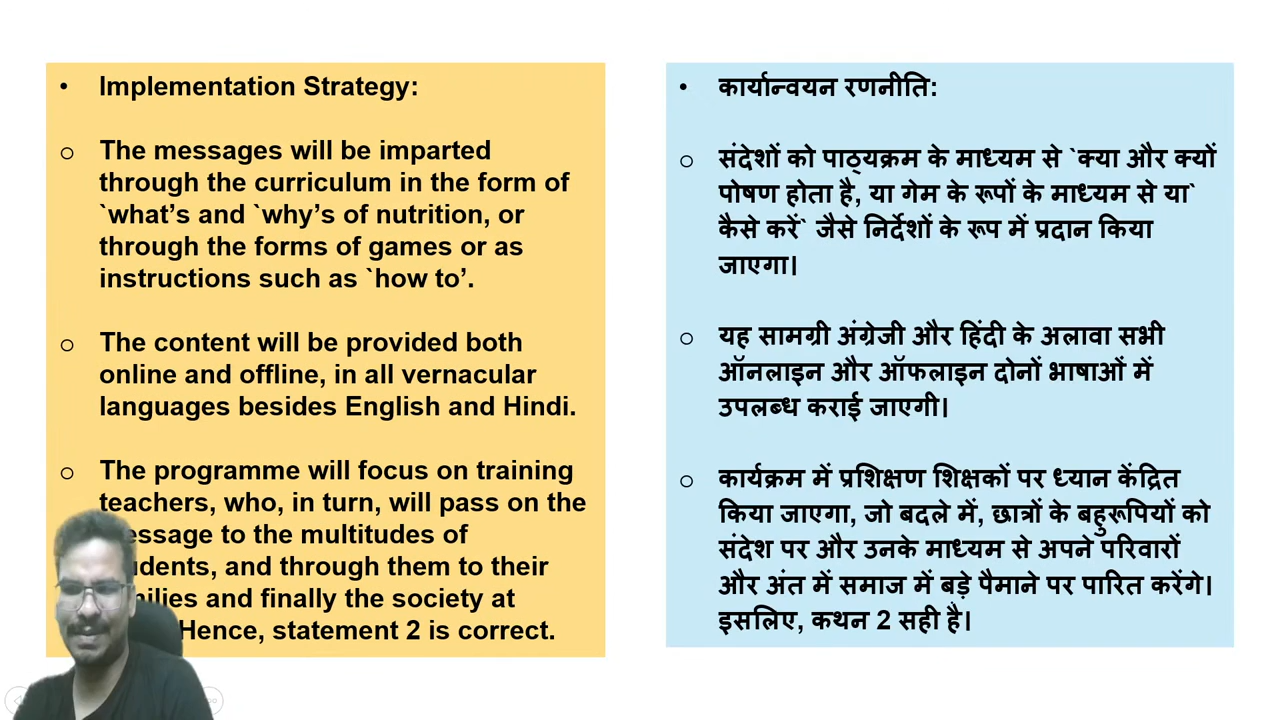 • Implementation Strategy:
o The messages will be imparted
through the curriculum in the form of
`what's and `why's of nutrition, or
through the forms of games or as
instructions such as `how to'.
o The content will be provided both
online and offline, in all vernacular
languages besides English and Hindi.
o The programme will focus on training
teachers, who, in turn, will pass on the
to the multitudes of
and through them to their
and finally the society at
Hence, statement 2 is correct.
• कार्यान्वयन रणनीति:
o संदेशों को पाठ्यक्रम के माध्यम से `क्या और क्यों
पोषण होता है, या गेम के रूपों के माध्यम से या`
कैसे करें` जैसे निर्देशों के रूप में प्रदान किया
जाएगा।
o यह सामग्री अंग्रेजी और हिंदी के अलावा सभी
ऑनलाइन और ऑफलाइन दोनों भाषाओं में
उपलब्ध कराई जाएगी।
o कार्यक्रम में प्रशिक्षण शिक्षकों पर ध्यान केंद्रित
किया जाएगा, जो बदले में, छात्रों के बहुरूपियों को
संदेश पर और उनके माध्यम से अपने परिवारों
और अंत में समाज में बड़े पैमाने पर पारित करेंगे।
इसलिए, कथन 2 सही है।